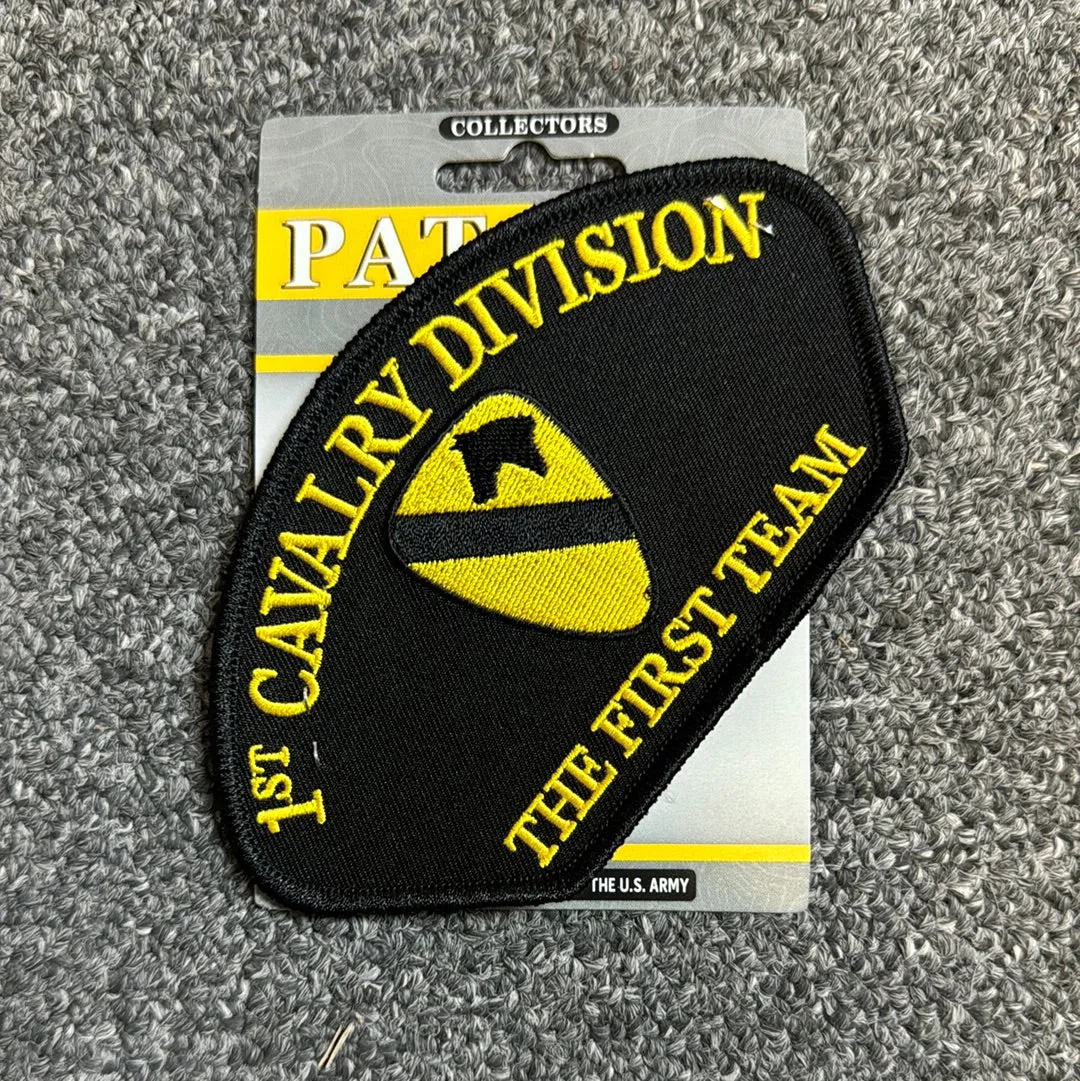 COLLECTORS
PAT
1ST CAVALRY DIVISION
THE FIRST TEAM
THE U.S. ARMY